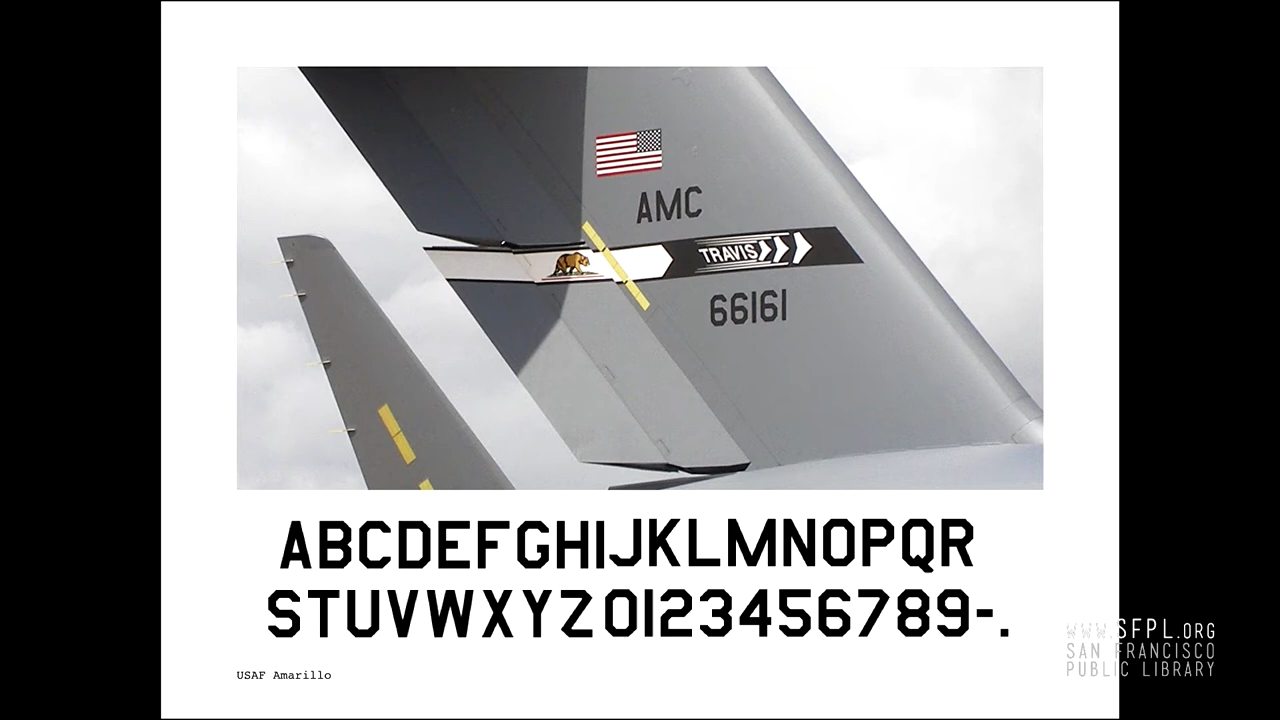 AMC
TRAVIS
66161
ABCDEFGHIJKLMNOPQR
STUVWXYZ0123456789-.
USAF Amarillo
WWW.SFPL.ORG
SAN FRANCISCO
PUBLIC LIBRARY